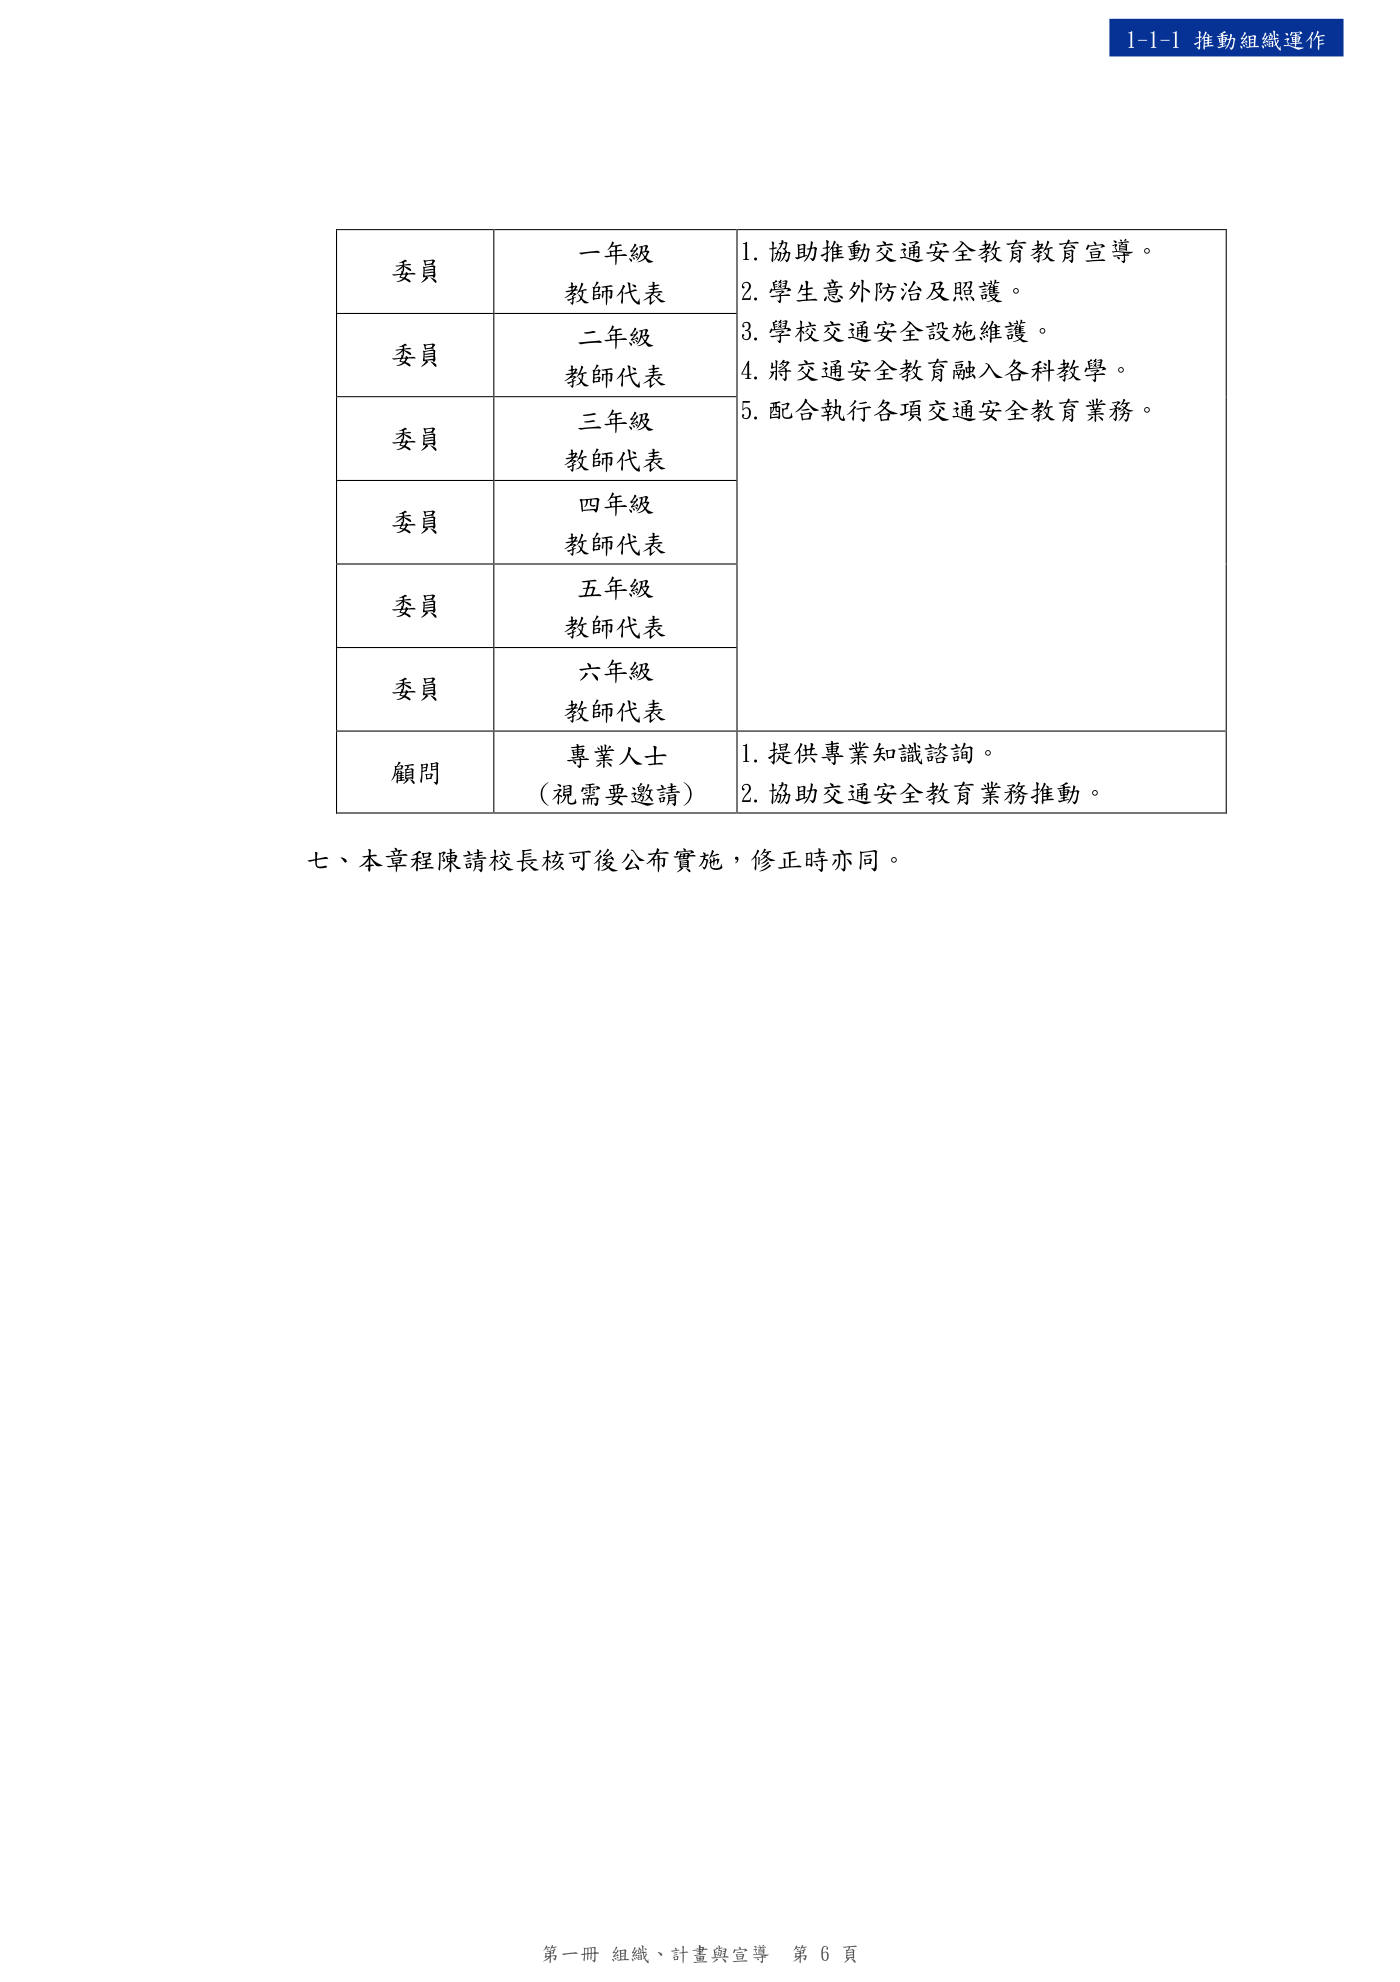 1-1-1 推動組織運作
委員
一年級
教師代表
1. 協助推動交通安全教育教育宣導。
2. 學生意外防治及照護。
3. 學校交通安全設施維護。
4. 將交通安全教育融入各科教學。
5. 配合執行各項交通安全教育業務。
委員
二年級
教師代表
委員
三年級
教師代表
委員
四年級
教師代表
委員
五年級
教師代表
委員
六年級
教師代表
顧問
專業人士
(視需要邀請)
1. 提供專業知識諮詢。
2. 協助交通安全教育業務推動。
七、本章程陳請校長核可後公布實施，修正時亦同。
第一冊 組織、計畫與宣導 第 6 頁